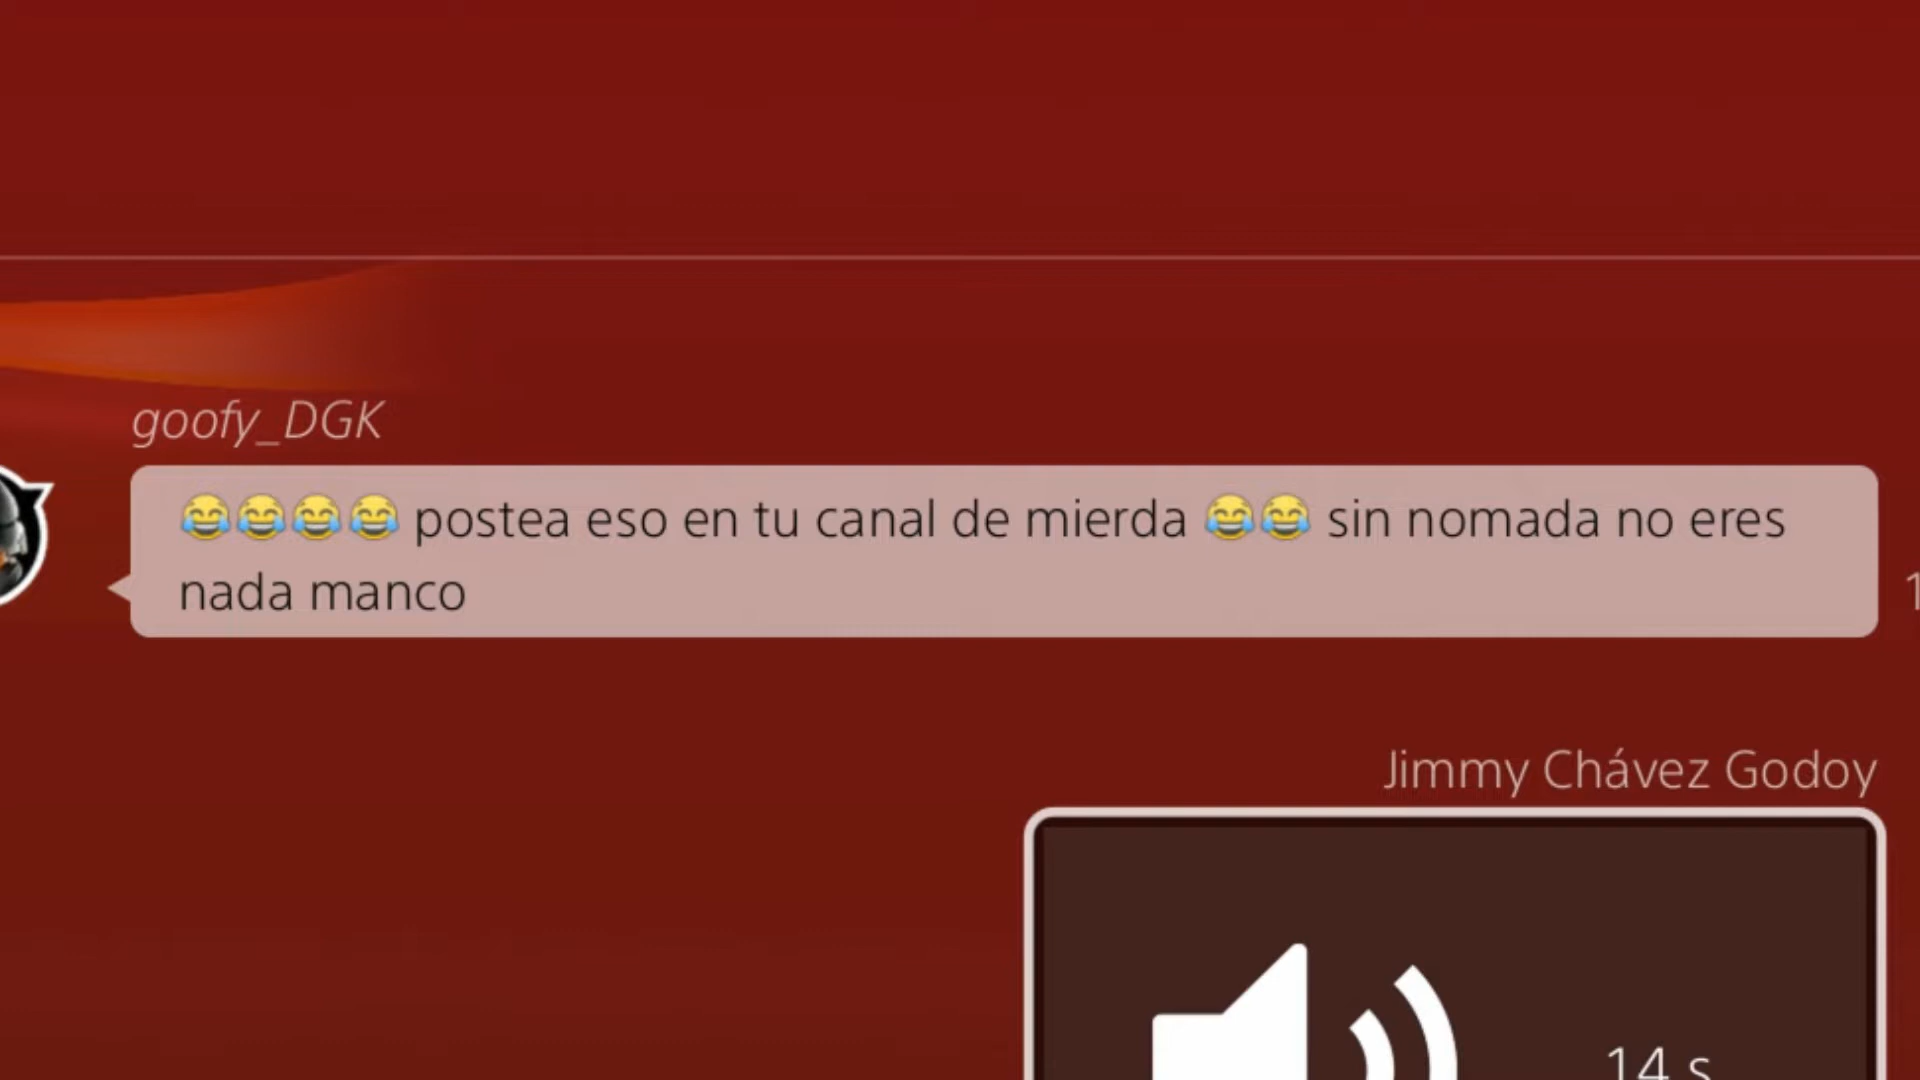 goofy_DGK
😂😂😂😂 postea eso en tu canal de mierda 😂😂 sin nomada no eres
nada manco
Jimmy Chávez Godoy
14 s